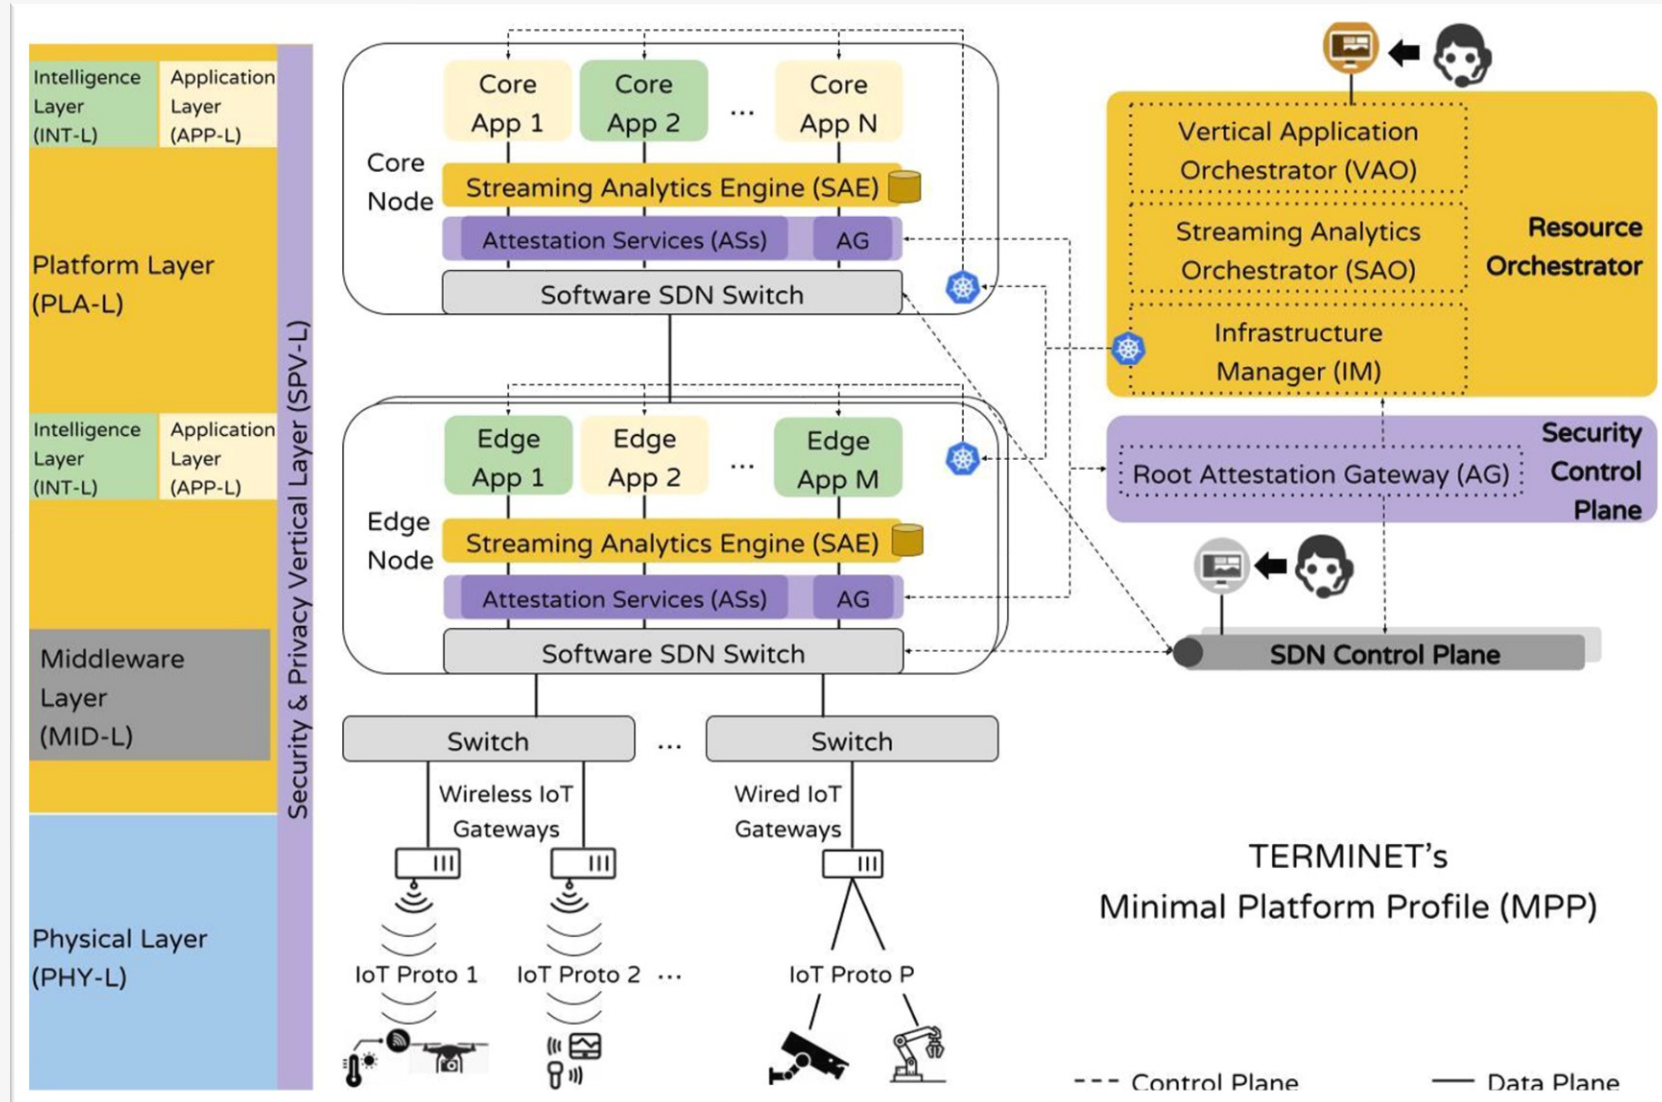 Intelligence
Layer
(INT-L)
Application
Layer
(APP-L)
Platform Layer
(PLA-L)
Intelligence
Layer
(INT-L)
Application
Layer
(APP-L)
Middleware
Layer
(MID-L)
Physical Layer
(PHY-L)
Security & Privacy Vertical Layer (SPV-L)
Core
App 1
Core
App 2
...
Core
App N
Core
Node
Streaming Analytics Engine (SAE)
Attestation Services (ASs)
AG
Software SDN Switch
Edge
App 1
Edge
App 2
...
Edge
App M
Edge
Node
Streaming Analytics Engine (SAE)
Attestation Services (ASs)
AG
Software SDN Switch
Switch
...
Switch
Wireless IoT
Gateways
Wired IoT
Gateways
IoT Proto 1
IoT Proto 2
...
IoT Proto P
Vertical Application
Orchestrator (VAO)
Streaming Analytics
Orchestrator (SAO)
Infrastructure
Manager (IM)
Resource
Orchestrator
Root Attestation Gateway (AG)
Security
Control
Plane
SDN Control Plane
TERMINET's
Minimal Platform Profile (MPP)
Control Plane
Data Plane